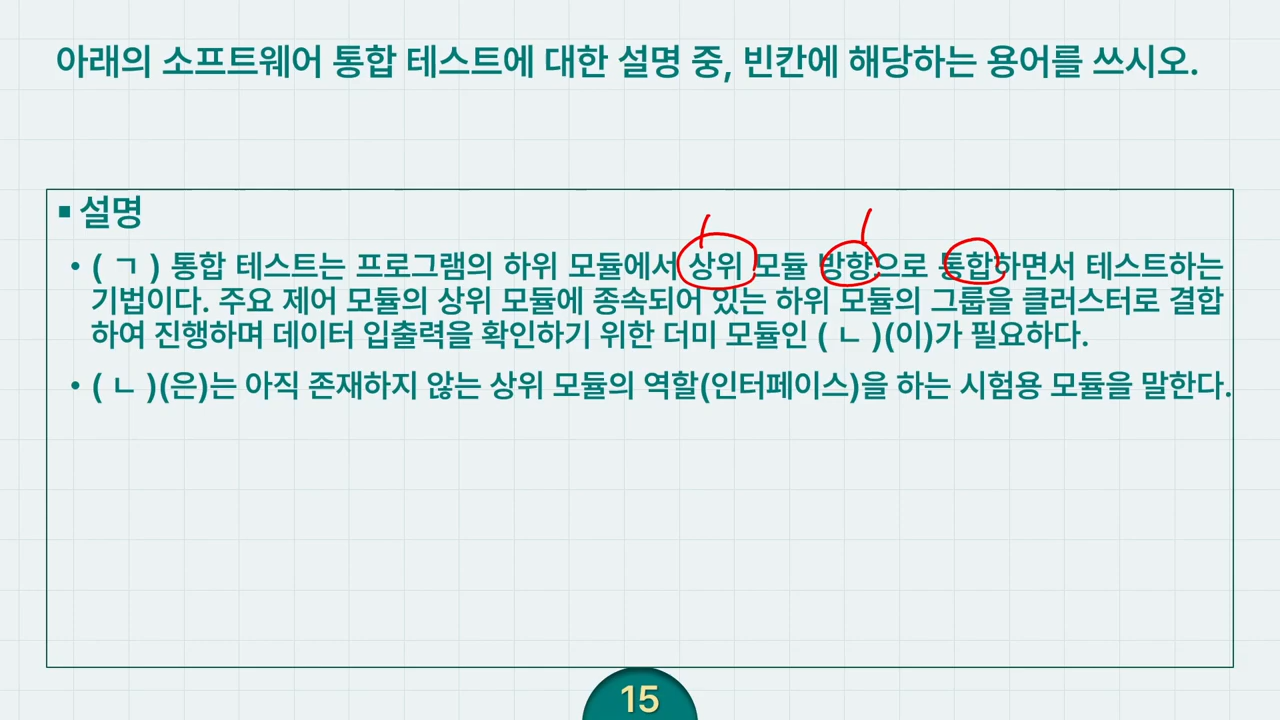 아래의 소프트웨어 통합 테스트에 대한 설명 중, 빈칸에 해당하는 용어를 쓰시오.
▪ 설명
• ( ㄱ ) 통합 테스트는 프로그램의 하위 모듈에서 상위 모듈 방향으로 통합하면서 테스트하는
기법이다. 주요 제어 모듈의 상위 모듈에 종속되어 있는 하위 모듈의 그룹을 클러스터로 결합
하여 진행하며 데이터 입출력을 확인하기 위한 더미 모듈인 ( ㄴ )(이)가 필요하다.
• ( ㄴ )(은)는 아직 존재하지 않는 상위 모듈의 역할(인터페이스)을 하는 시험용 모듈을 말한다.
15